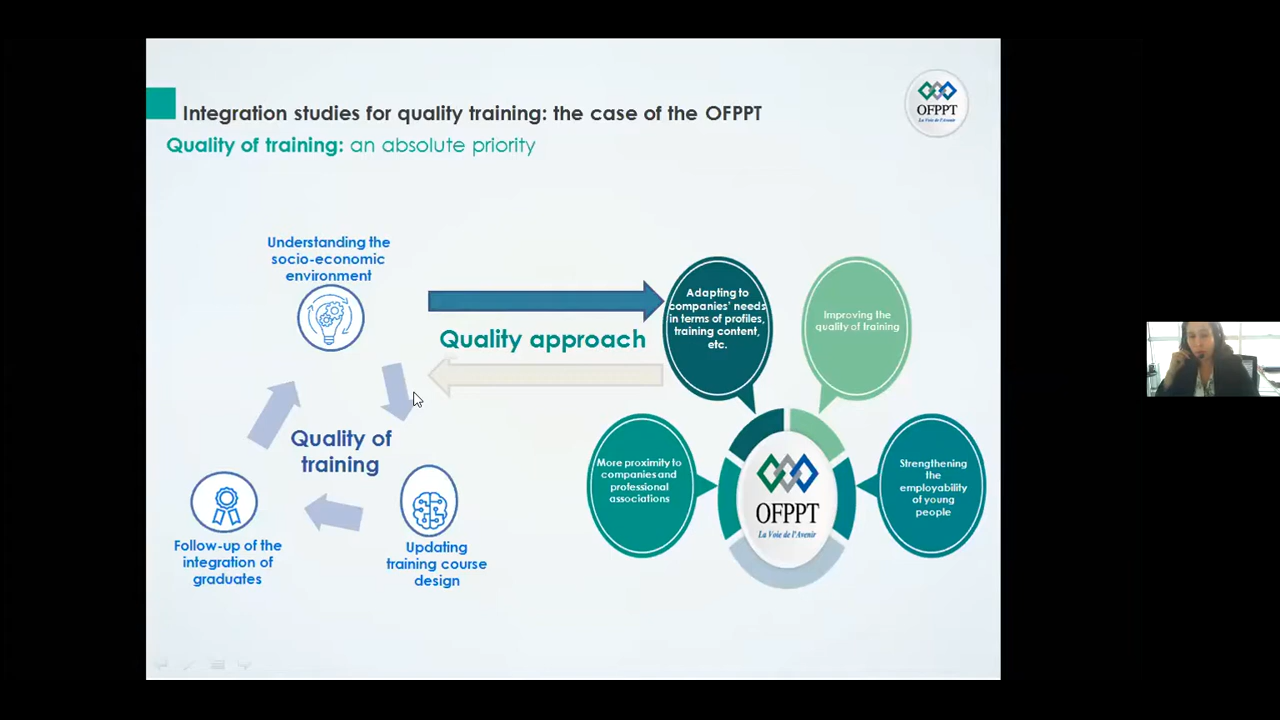 Integration studies for quality training: the case of the OFPPT
Quality of training: an absolute priority
OFPPT
La Voie de l'Avenir
Understanding the
socio-economic
environment
Quality approach
Adapting to
companies' needs
in terms of profiles,
training content,
etc.
Improving the
quality of training
Quality of
training
More proximity to
companies and
professional
associations
Strengthening
the
employability
of young
people
OFPPT
La Voie de l'Avenir
Follow-up of the
integration of
graduates
Updating
training course
design